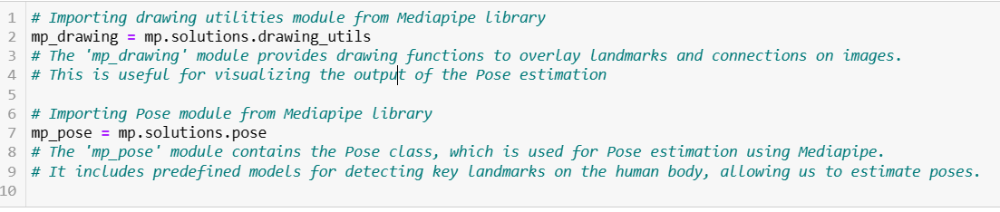 1 # Importing drawing utilities module from Mediapipe library
2 mp_drawing = mp.solutions.drawing_utils
3 # The 'mp_drawing' module provides drawing functions to overlay landmarks and connections on images.
4 # This is useful for visualizing the output of the Pose estimation
5
6 # Importing Pose module from Mediapipe library
7 mp_pose = mp.solutions.pose
8 # The 'mp_pose' module contains the Pose class, which is used for Pose estimation using Mediapipe.
9 # It includes predefined models for detecting key landmarks on the human body, allowing us to estimate poses.
10